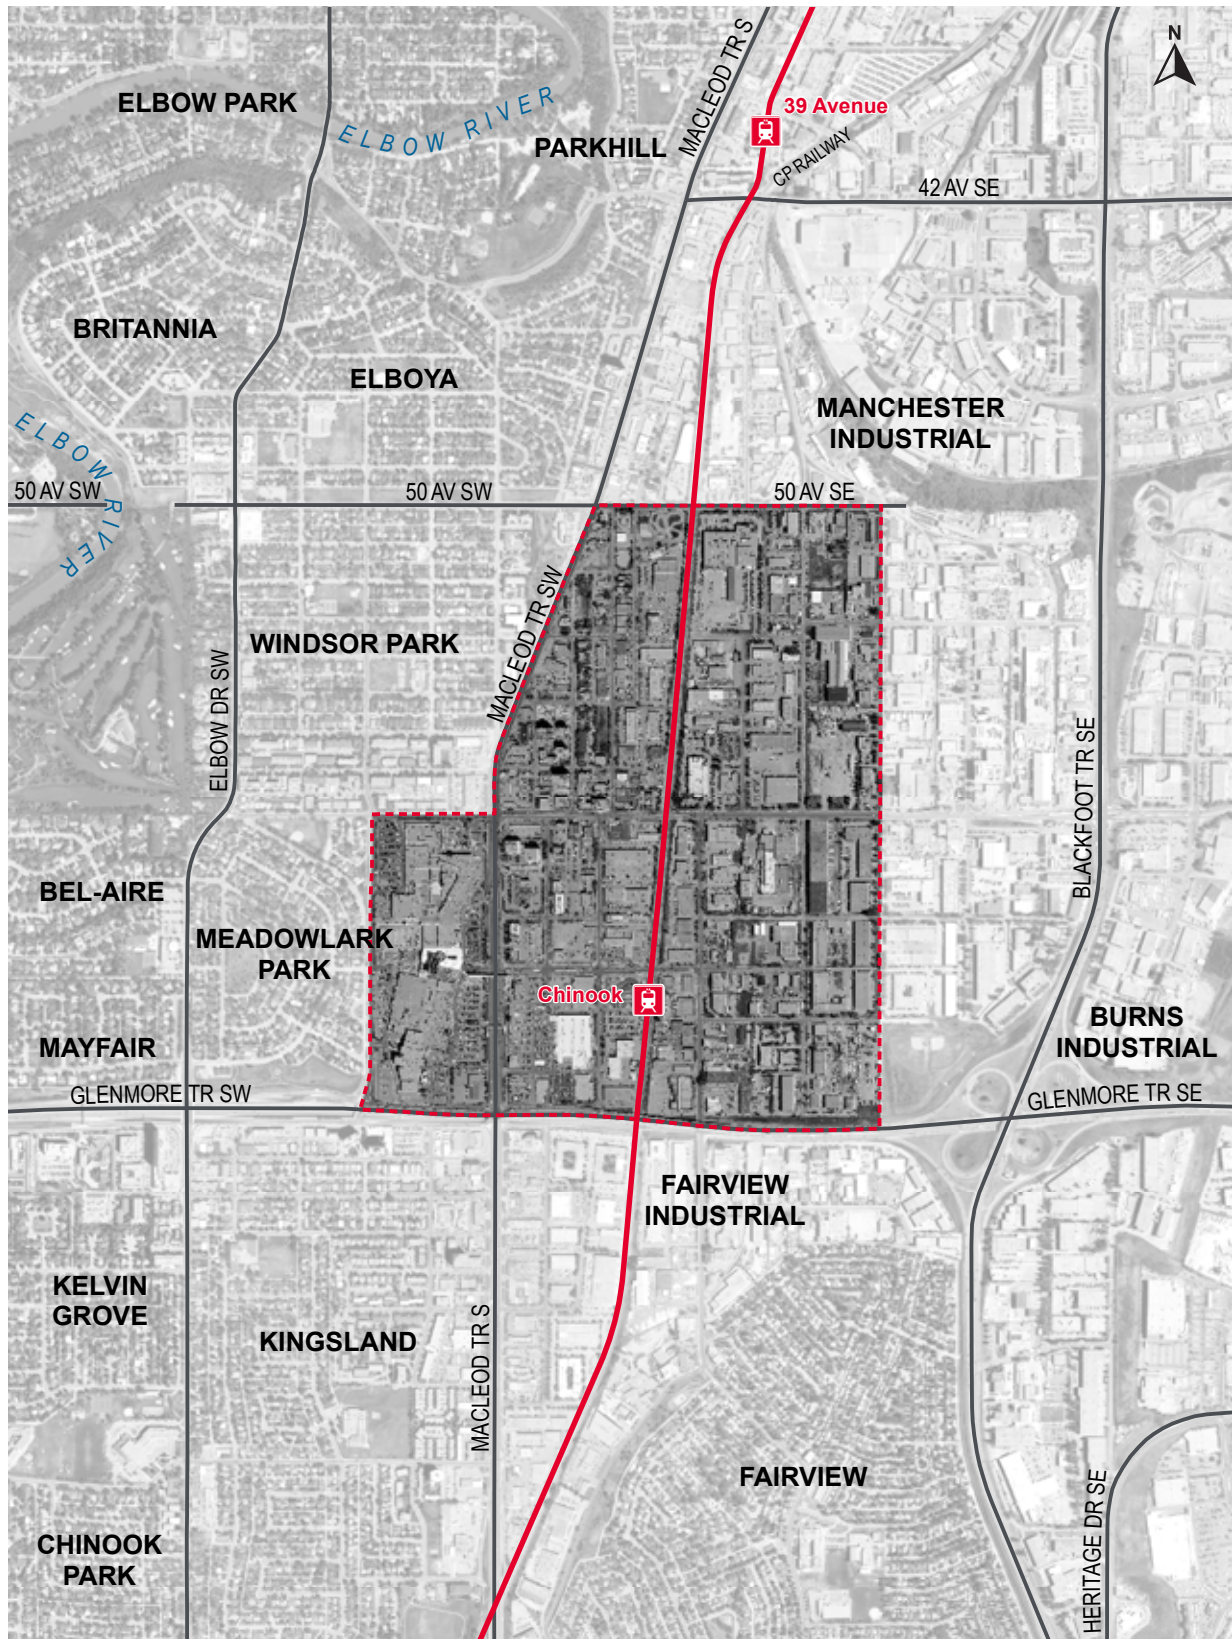 N
MACLEOD TR S
39 Avenue
ELBOW PARK
ELBOW RIVER
PARKHILL
CP RAILWAY
42 AV SE
BRITANNIA
ELBOYA
MANCHESTER
INDUSTRIAL
ELBOW RIVER
50 AV SW
50 AV SW
50 AV SE
WINDSOR PARK
MACLEOD TR SW
ELBOW DR SW
BLACKFOOT TR SE
BEL-AIRE
MEADOWLARK
PARK
Chinook
MAYFAIR
BURNS
INDUSTRIAL
GLENMORE TR SW
GLENMORE TR SE
FAIRVIEW
INDUSTRIAL
KELVIN
GROVE
KINGSLAND
MACLEOD TR S
FAIRVIEW
HERITAGE DR SE
CHINOOK
PARK